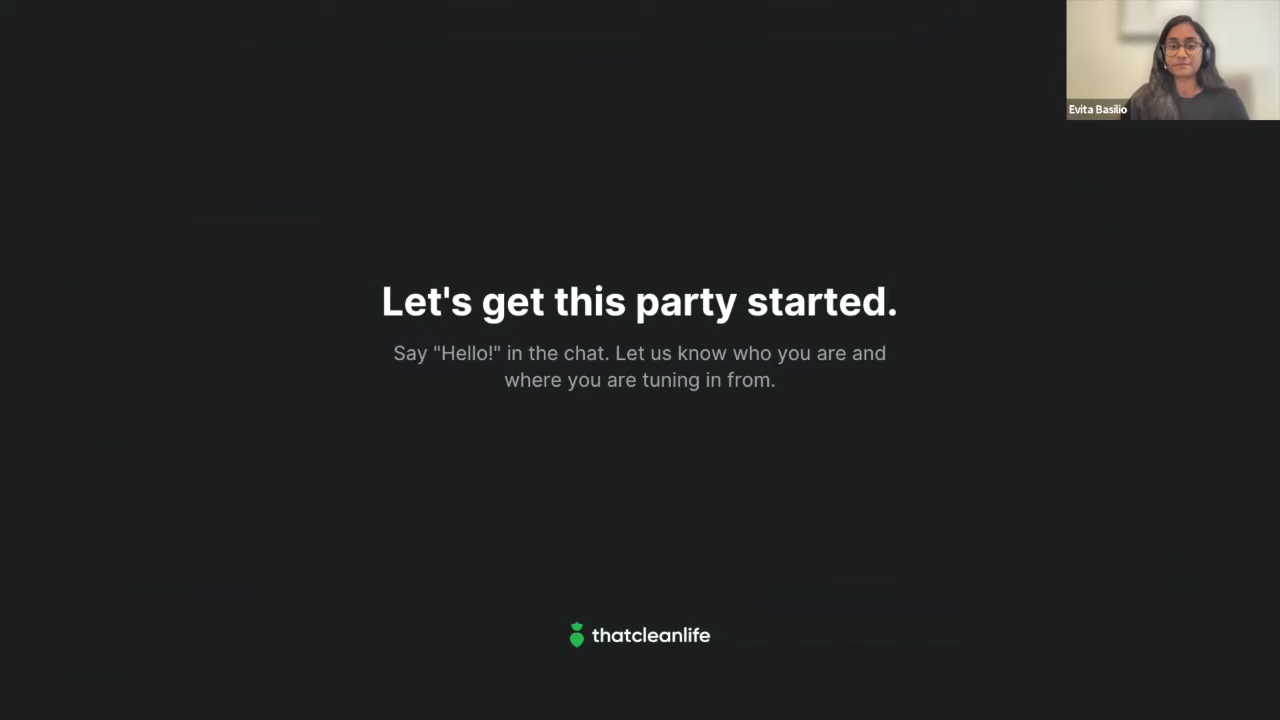 Evita Basilio
Let's get this party started.
Say "Hello!" in the chat. Let us know who you are and
where you are tuning in from.
thatcleanlife